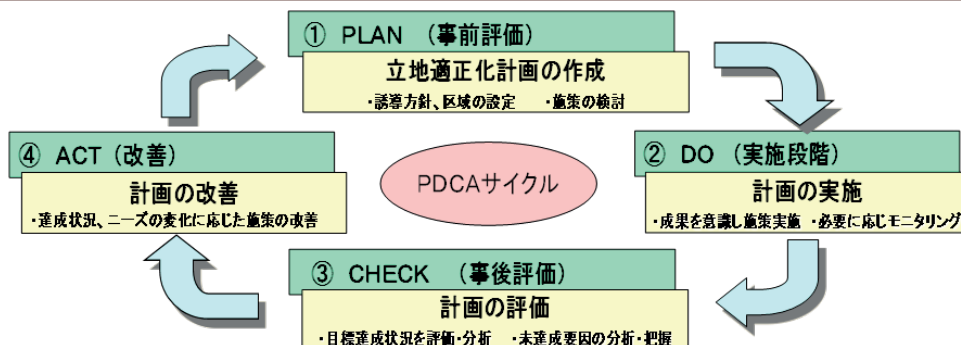 ① PLAN （事前評価）
立地適正化計画の作成
・誘導方針、区域の設定　・施策の検討
② DO （実施段階）
計画の実施
・成果を意識し施策実施　・必要に応じモニタリング
③ CHECK （事後評価）
計画の評価
・目標達成状況を評価・分析　・未達成要因の分析・把握
④ ACT（改善）
計画の改善
・達成状況、ニーズの変化に応じた施策の改善
PDCAサイクル